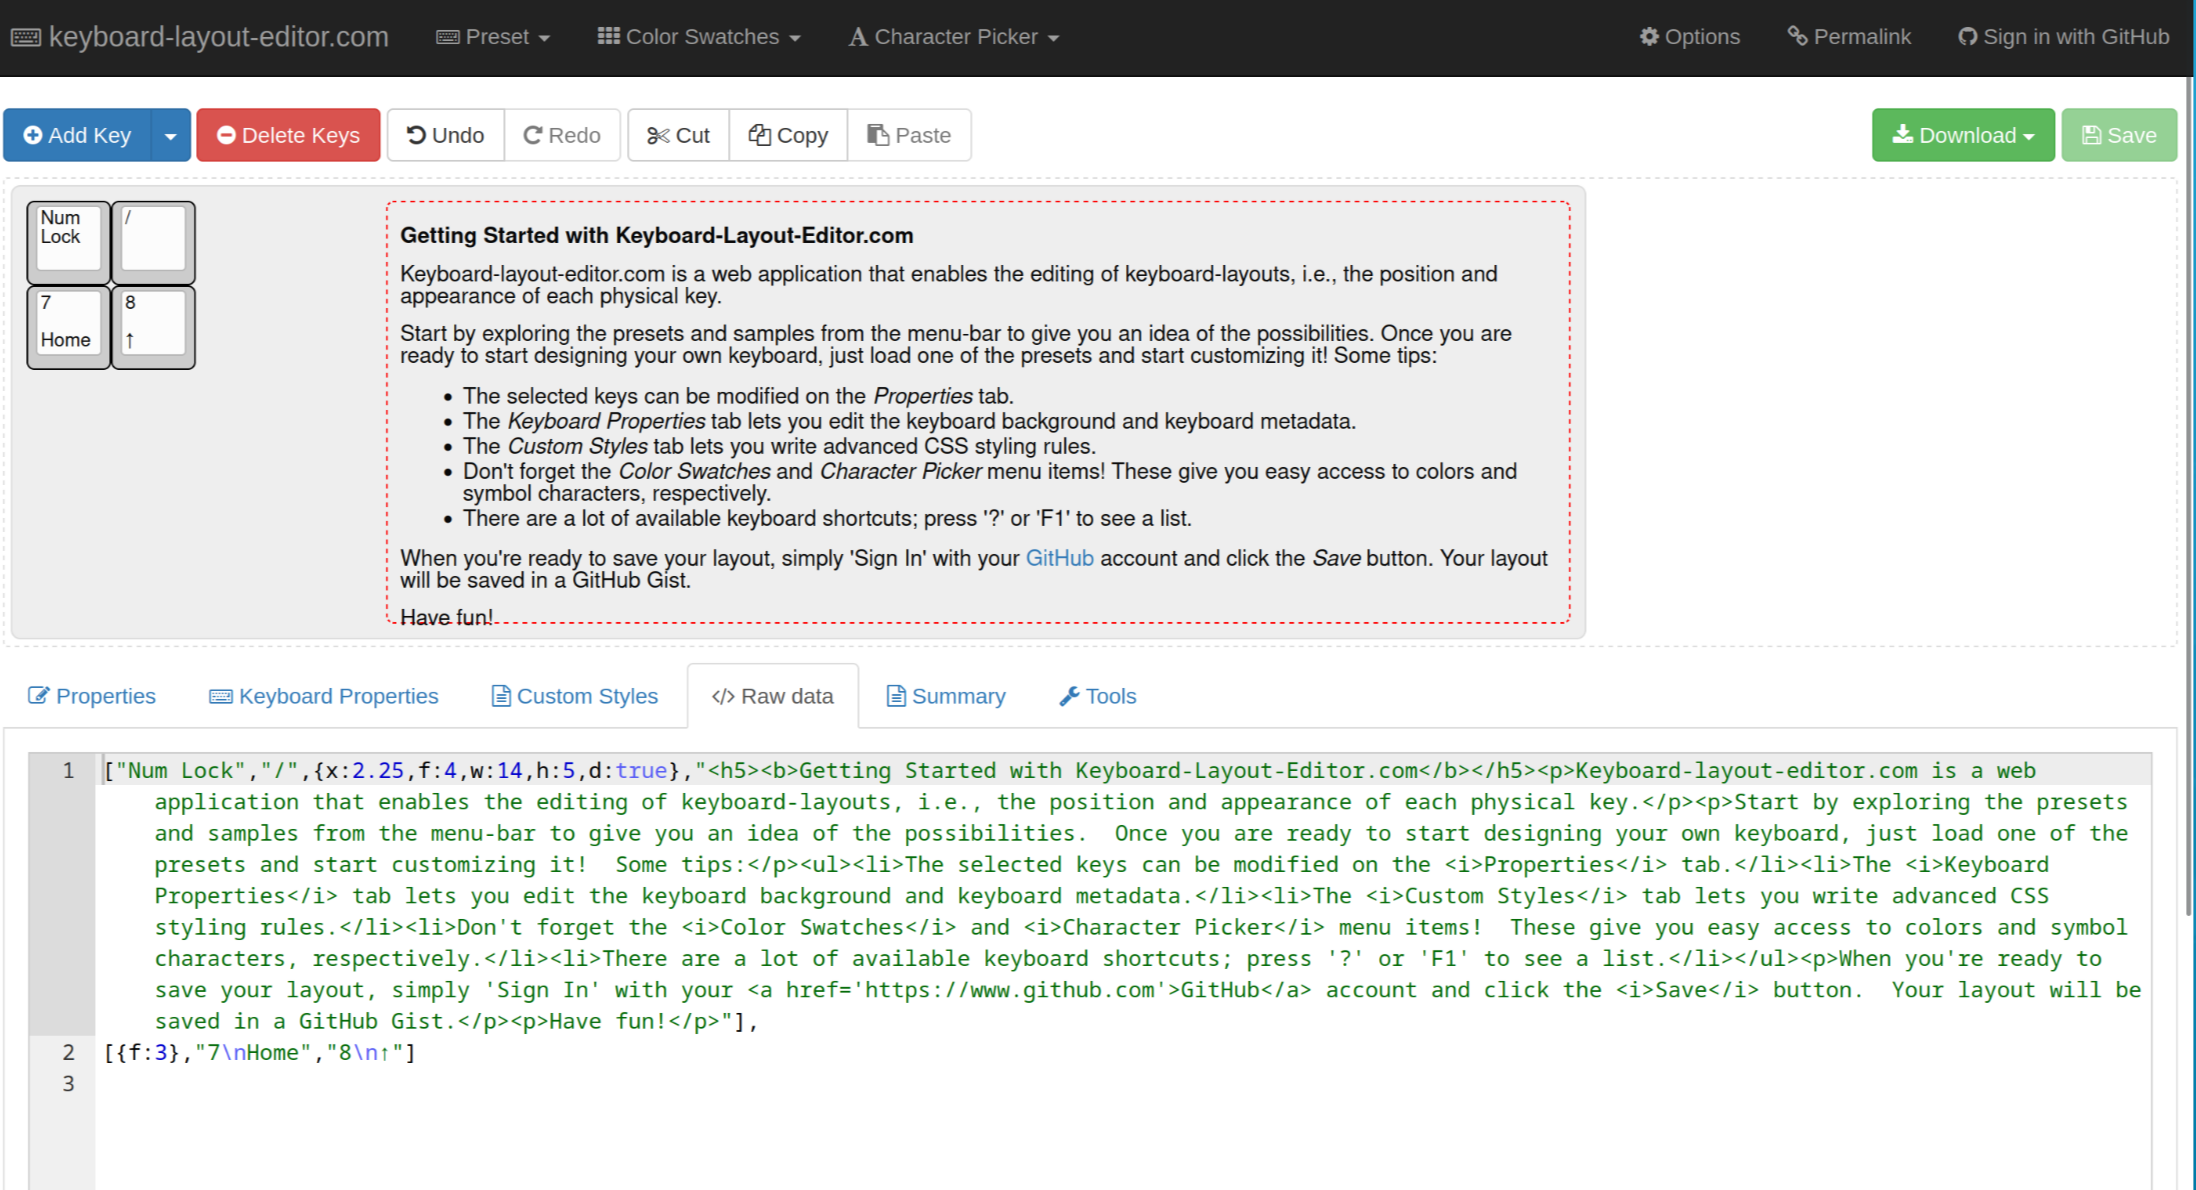 keyboard-layout-editor.com Preset Color Swatches Character Picker Options Permalink Sign in with GitHub
Add Key Delete Keys Undo Redo Cut Copy Paste Download Save
Num Lock
/
7
Home
8
↑
Getting Started with Keyboard-Layout-Editor.com
Keyboard-layout-editor.com is a web application that enables the editing of keyboard-layouts, i.e., the position and
appearance of each physical key.
Start by exploring the presets and samples from the menu-bar to give you an idea of the possibilities. Once you are
ready to start designing your own keyboard, just load one of the presets and start customizing it! Some tips:
• The selected keys can be modified on the Properties tab.
• The Keyboard Properties tab lets you edit the keyboard background and keyboard metadata.
• The Custom Styles tab lets you write advanced CSS styling rules.
• Don't forget the Color Swatches and Character Picker menu items! These give you easy access to colors and
symbol characters, respectively.
• There are a lot of available keyboard shortcuts; press '?' or 'F1' to see a list.
When you're ready to save your layout, simply 'Sign In' with your GitHub account and click the Save button. Your layout
will be saved in a GitHub Gist.
Have fun!
Properties Keyboard Properties Custom Styles </> Raw data Summary Tools
1 ["Num Lock","/",{x:2.25,f:4,w:14,h:5,d:true},"<h5><b>Getting Started with Keyboard-Layout-Editor.com</b></h5><p>Keyboard-layout-editor.com is a web
application that enables the editing of keyboard-layouts, i.e., the position and appearance of each physical key.</p><p>Start by exploring the presets
and samples from the menu-bar to give you an idea of the possibilities.  Once you are ready to start designing your own keyboard, just load one of the
presets and start customizing it!  Some tips:</p><ul><li>The selected keys can be modified on the <i>Properties</i> tab.</li><li>The <i>Keyboard
Properties</i> tab lets you edit the keyboard background and keyboard metadata.</li><li>The <i>Custom Styles</i> tab lets you write advanced CSS
styling rules.</li><li>Don't forget the <i>Color Swatches</i> and <i>Character Picker</i> menu items!  These give you easy access to colors and symbol
characters, respectively.</li><li>There are a lot of available keyboard shortcuts; press '?' or 'F1' to see a list.</li></ul><p>When you're ready to
save your layout, simply 'Sign In' with your <a href='https://www.github.com'>GitHub</a> account and click the <i>Save</i> button.  Your layout will be
saved in a GitHub Gist.</p><p>Have fun!</p>"],
2 [{f:3},"7\nHome","8\n↑"]
3